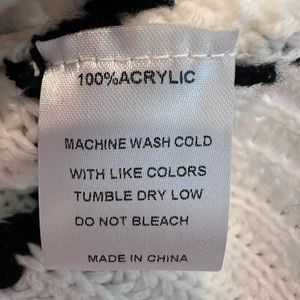 100%ACRYLIC
MACHINE WASH COLD
WITH LIKE COLORS
TUMBLE DRY LOW
DO NOT BLEACH
MADE IN CHINA